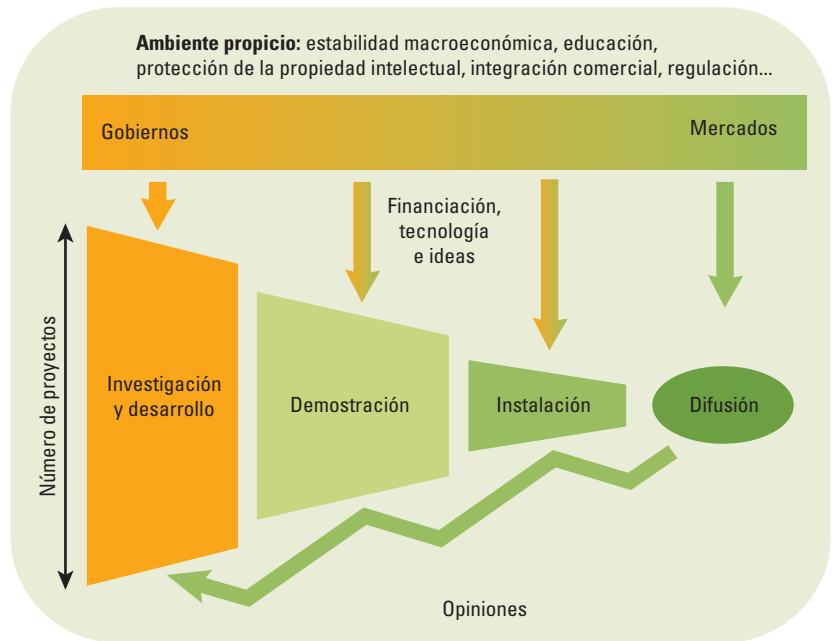 Ambiente propicio: estabilidad macroeconómica, educación,
protección de la propiedad intelectual, integración comercial, regulación...
Gobiernos
Mercados
Financiación,
tecnología
e ideas
Número de proyectos
Investigación
y desarrollo
Demostración
Instalación
Difusión
Opiniones